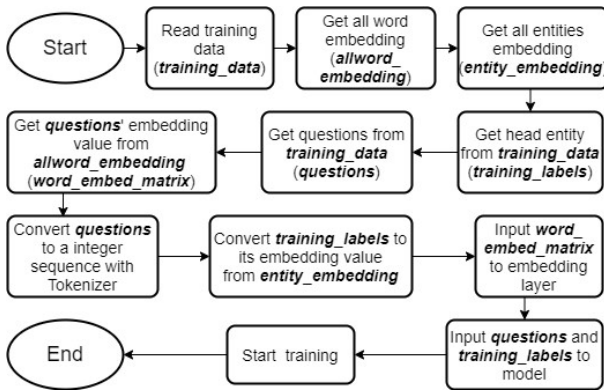 Start
Read training
data
(training_data)
Get all word
embedding
(allword_
embedding)
Get all entities
embedding
(entity_embedding)
Get head entity
from training_data
(training_labels)
Get questions from
training_data
(questions)
Get questions' embedding
value from
allword_embedding
(word_embed_matrix)
Convert questions
to a integer
sequence with
Tokenizer
Convert training_labels to
its embedding value
from entity_embedding
Input word_
embed_matrix
to embedding
layer
Input questions and
training_labels to
model
Start training
End